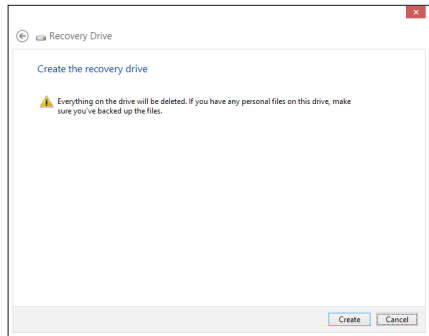 Recovery Drive
Create the recovery drive
Everything on the drive will be deleted. If you have any personal files on this drive, make
sure you've backed up the files.
Create Cancel